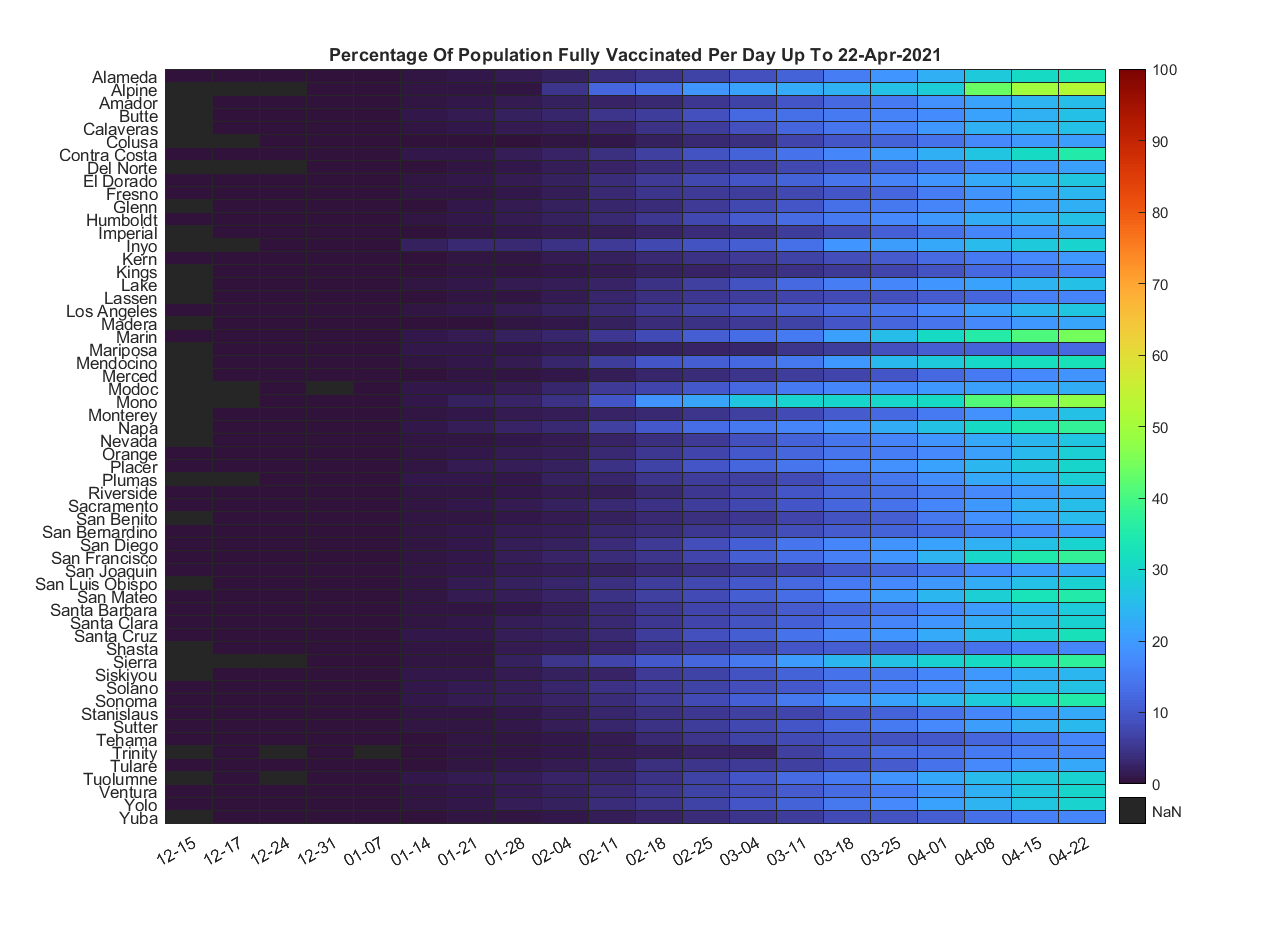 Percentage Of Population Fully Vaccinated Per Day Up To 22-Apr-2021
Alameda
Alpine
Amador
Butte
Calaveras
Colusa
Contra Costa
Del Norte
El Dorado
Fresno
Glenn
Humboldt
Imperial
Inyo
Kern
Kings
Lake
Lassen
Los Angeles
Madera
Marin
Mariposa
Mendocino
Merced
Modoc
Mono
Monterey
Napa
Nevada
Orange
Placer
Plumas
Riverside
Sacramento
San Benito
San Bernardino
San Diego
San Francisco
San Joaquin
San Luis Obispo
San Mateo
Santa Barbara
Santa Clara
Santa Cruz
Shasta
Sierra
Siskiyou
Solano
Sonoma
Stanislaus
Sutter
Tehama
Trinity
Tulare
Tuolumne
Ventura
Yolo
Yuba
12-15 12-17 12-24 12-31 01-07 01-14 01-21 01-28 02-04 02-11 02-18 02-25 03-04 03-11 03-18 03-25 04-01 04-08 04-15 04-22
100
90
80
70
60
50
40
30
20
10
0
NaN